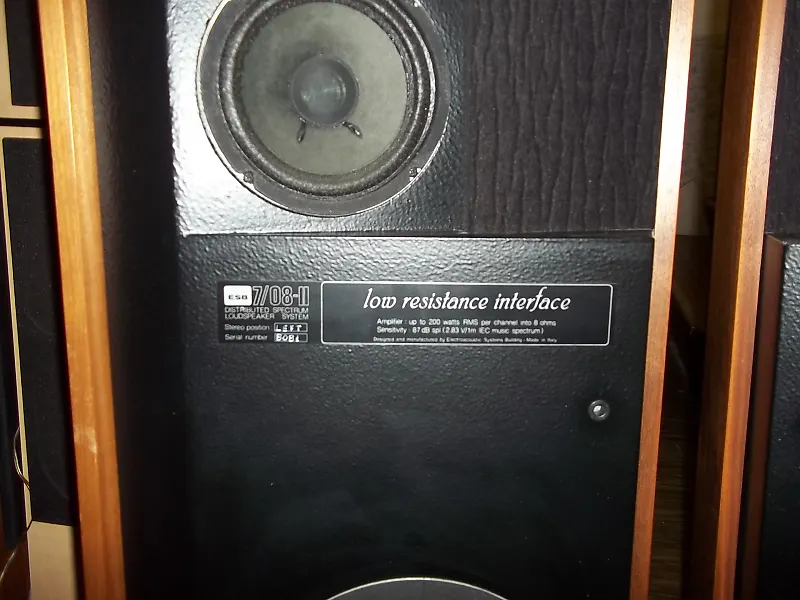 ESB 7/08-II
DISTRIBUTED SPECTRUM
LOUDSPEAKER SYSTEM
Stereo position LEFT
Serial number
low resistance interface
Amplifier : up to 200 watts RMS per channel into 8 ohms
Sensitivity : 87 dB spl (2.83 V/1m IEC music spectrum)
Designed and manufactured by Electroacoustic Systems Building - Made in Italy